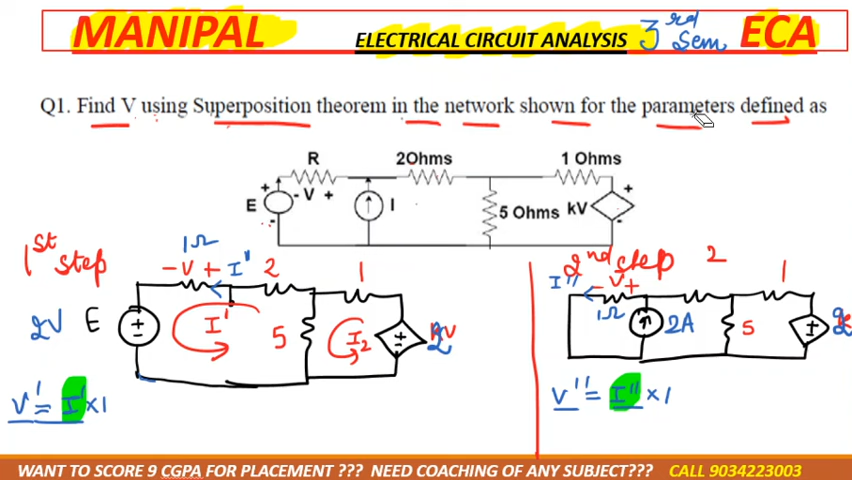 MANIPAL
ELECTRICAL CIRCUIT ANALYSIS 3rd Sem ECA
Q1. Find V using Superposition theorem in the network shown for the parameters defined as
R 2Ohms 1 Ohms
+ - V + +
E I 5 Ohms kV
- -
1st step 1Ω
-V + I' 2 1
2V E + - I' 5 I2 + -
V' = I' ×1
2nd step 2
I'' -V+ 1
1Ω 2A 5 + -
V'' = I'' ×1
WANT TO SCORE 9 CGPA FOR PLACEMENT ??? NEED COACHING OF ANY SUBJECT??? CALL 9034223003